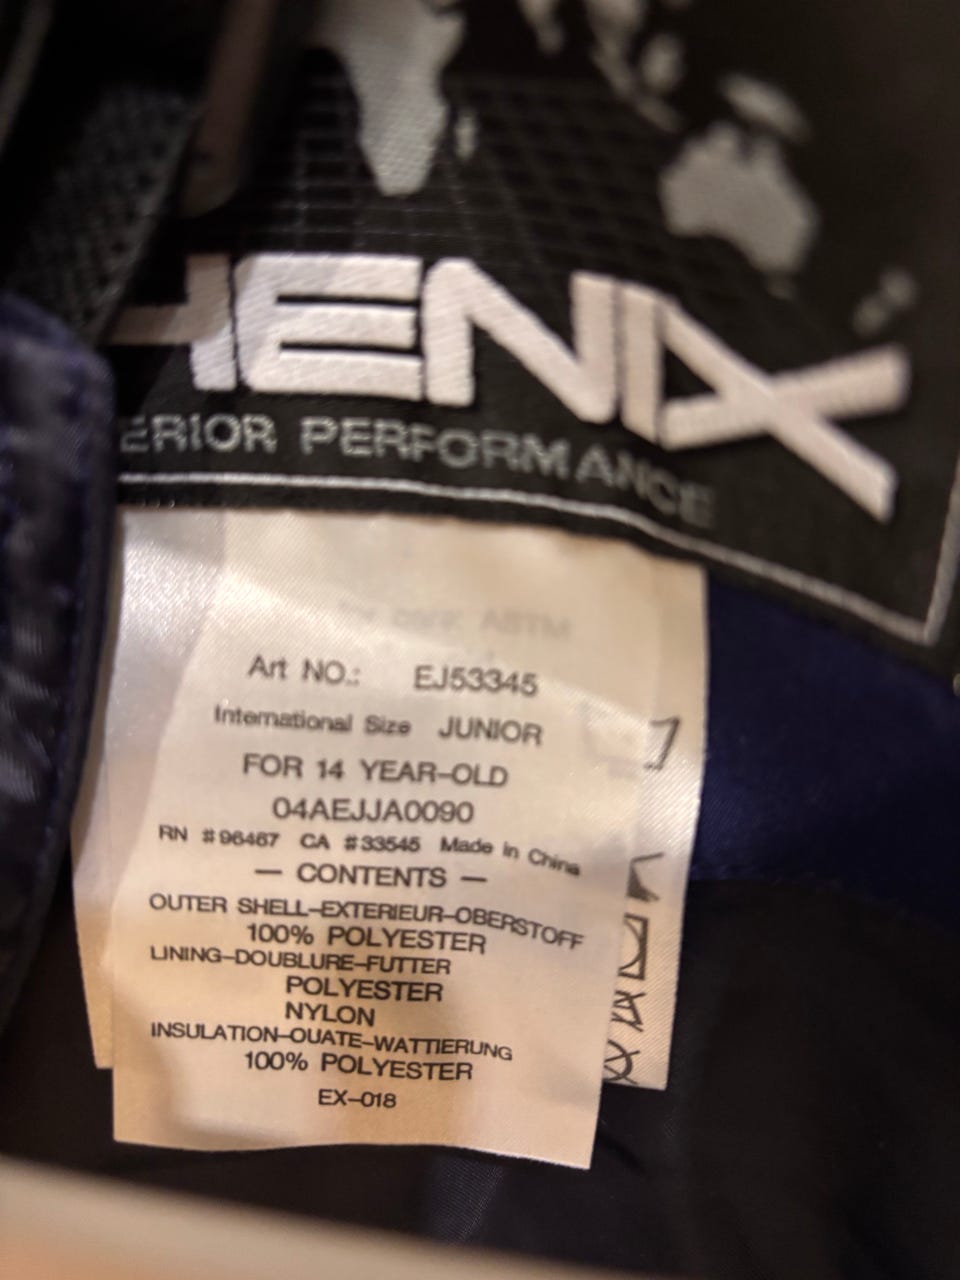 HENIX
ERIOR PERFORMANCE
Art NO.: EJ53345
International Size JUNIOR
FOR 14 YEAR-OLD
04AEJJA0090
RN #96467 CA #33545 Made in China
— CONTENTS —
OUTER SHELL-EXTERIEUR-OBERSTOFF
100% POLYESTER
LINING-DOUBLURE-FUTTER
POLYESTER
NYLON
INSULATION-OUATE-WATTIERUNG
100% POLYESTER
EX-018